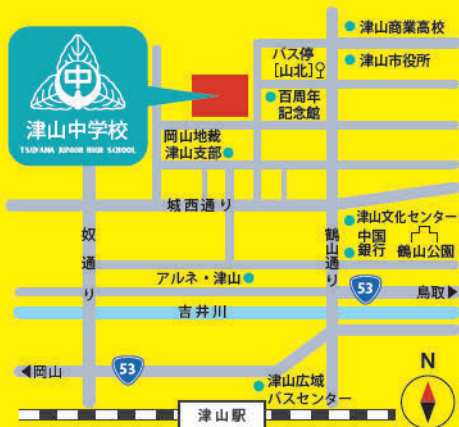 中
津山中学校
TSUYAMA JUNIOR HIGH SCHOOL
津山商業高校
バス停
[山北]
津山市役所
百周年
記念館
岡山地裁
津山支部
城西通り
奴通り
鶴山通り
津山文化センター
中国
銀行
鶴山公園
アルネ・津山
53
鳥取▶
吉井川
◀岡山
53
津山広域
バスセンター
N
津山駅